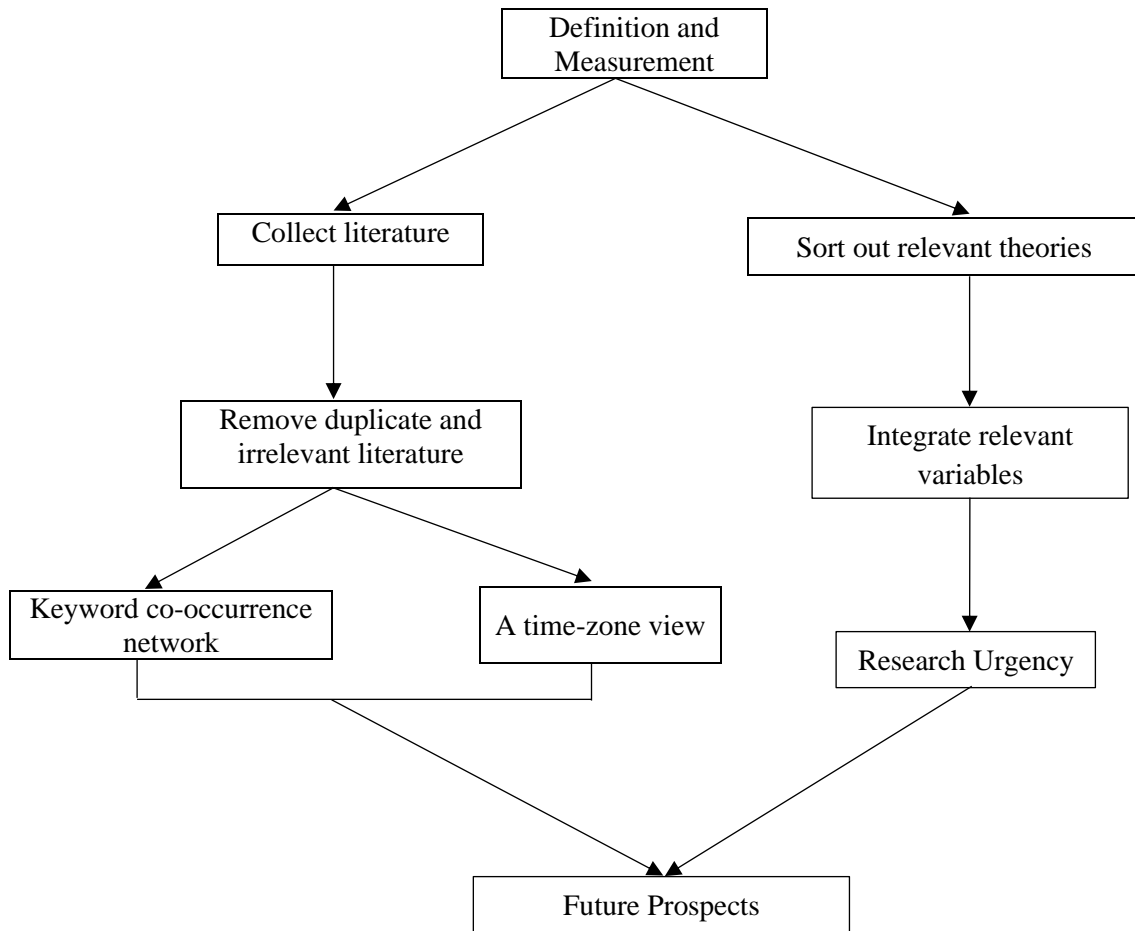 Definition and
Measurement
Collect literature
Sort out relevant theories
Remove duplicate and
irrelevant literature
Integrate relevant
variables
Keyword co-occurrence
network
A time-zone view
Research Urgency
Future Prospects